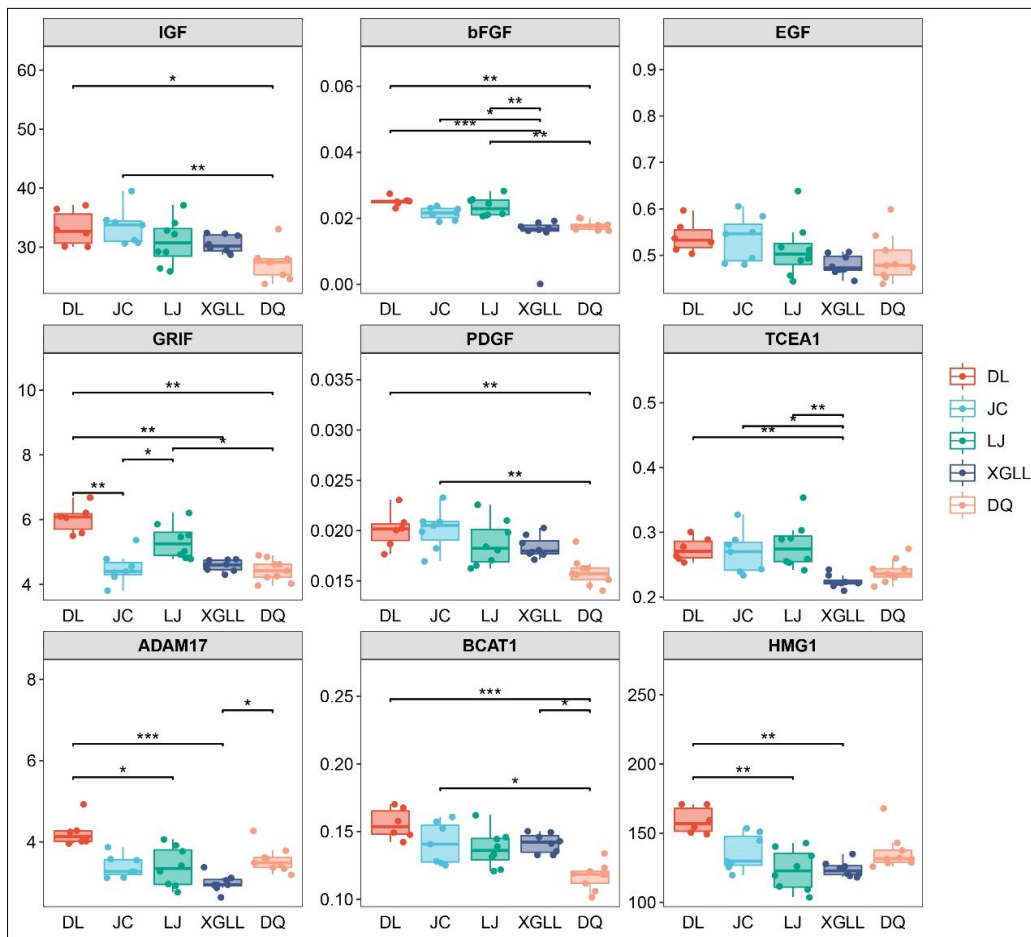 IGF
60
40
30
*
**
DL JC LJ XGLL DQ
bFGF
0.06
0.04
0.02
0.00
**
**
*
***
**
DL JC LJ XGLL DQ
EGF
0.9
0.8
0.7
0.6
0.5
DL JC LJ XGLL DQ
GRIF
10
8
6
4
**
**
*
*
**
DL JC LJ XGLL DQ
PDGF
0.035
0.030
0.025
0.020
0.015
**
**
DL JC LJ XGLL DQ
TCEA1
0.5
0.4
0.3
0.2
**
*
**
DL JC LJ XGLL DQ
DL
JC
LJ
XGLL
DQ
ADAM17
8
6
4
*
***
*
DL JC LJ XGLL DQ
BCAT1
0.25
0.20
0.15
0.10
***
*
*
DL JC LJ XGLL DQ
HMG1
250
200
150
100
**
**
DL JC LJ XGLL DQ